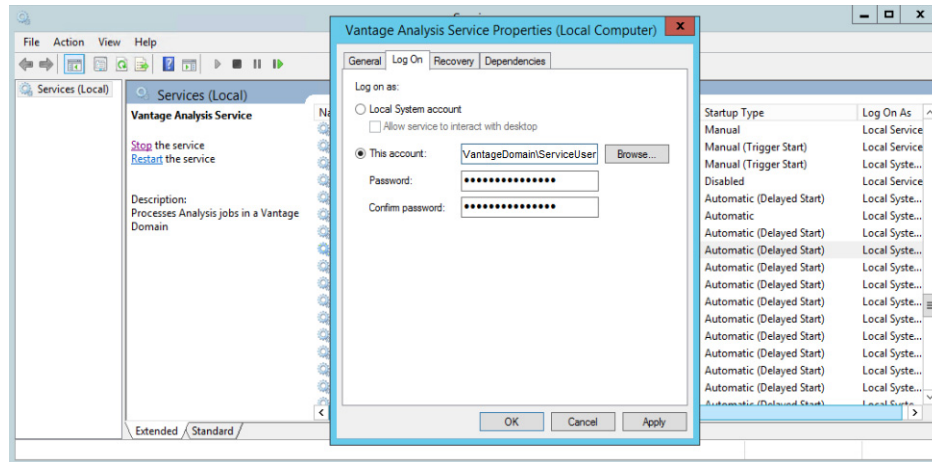 Vantage Analysis Service Properties (Local Computer)
x
File Action View Help
General Log On Recovery Dependencies
Services (Local)
Services (Local)
Vantage Analysis Service
Stop the service
Restart the service
Description:
Processes Analysis jobs in a Vantage
Domain
Log on as:
Local System account
Allow service to interact with desktop
This account:
VantageDomain\ServiceUser
Browse...
Password:
•••••••••••••••
Confirm password:
•••••••••••••••
Startup Type Log On As
Manual Local Service
Manual (Trigger Start) Local Service
Manual (Trigger Start) Local Syste...
Disabled Local Service
Automatic (Delayed Start) Local Syste...
Automatic Local Syste...
Automatic (Delayed Start) Local Syste...
Automatic (Delayed Start) Local Syste...
Automatic (Delayed Start) Local Syste...
Automatic (Delayed Start) Local Syste...
Automatic (Delayed Start) Local Syste...
Automatic (Delayed Start) Local Syste...
Automatic (Delayed Start) Local Syste...
Automatic (Delayed Start) Local Syste...
Automatic (Delayed Start) Local Syste...
Automatic (Delayed Start) Local Syste...
Automatic (Delayed Start) Local Syste...
OK Cancel Apply
Extended Standard